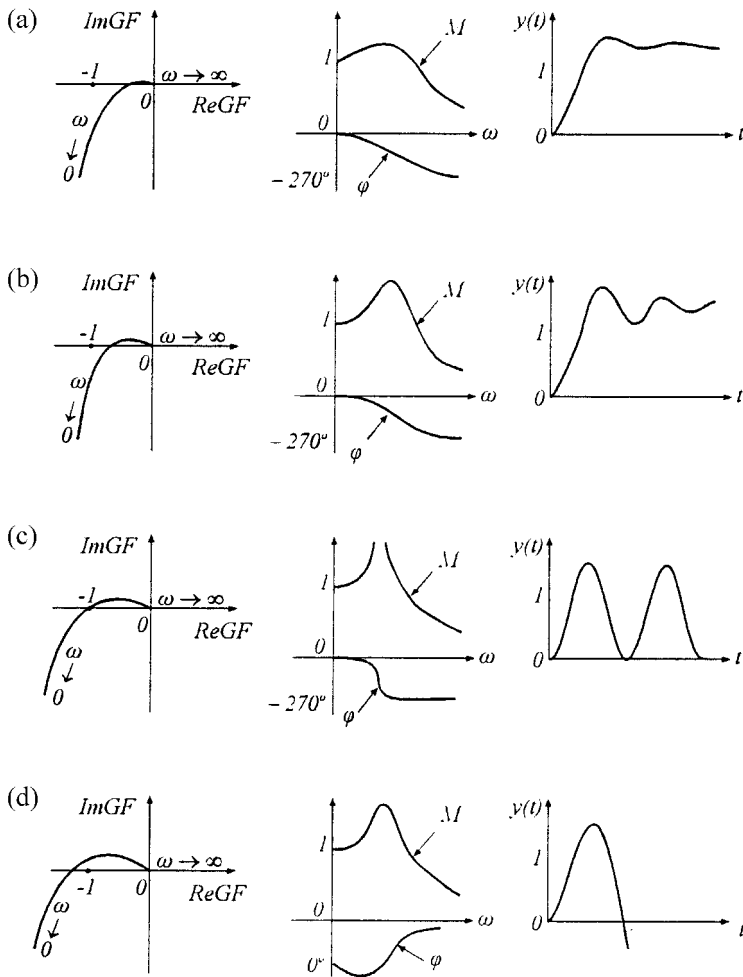 (a)
ImGF
-1
ω → ∞
0
ReGF
ω
0
M
1
0
ω
− 270°
φ
y(t)
1
0
t
(b)
ImGF
-1
ω → ∞
0
ReGF
ω
0
M
1
0
ω
− 270°
φ
y(t)
1
0
t
(c)
ImGF
-1
ω → ∞
0
ReGF
ω
0
M
1
0
ω
− 270°
φ
y(t)
1
0
t
(d)
ImGF
ω → ∞
-1
0
ReGF
ω
0
M
1
0
ω
0°
φ
y(t)
1
0
t